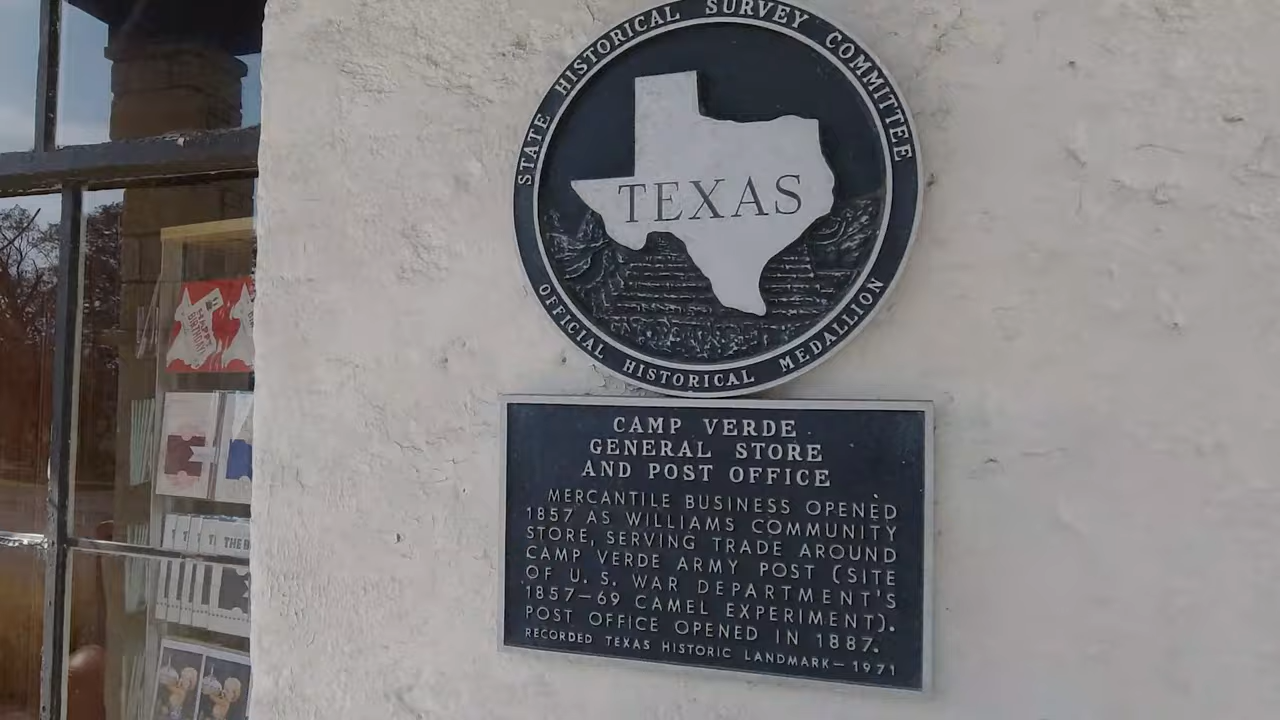 STATE HISTORICAL SURVEY COMMITTEE
TEXAS
OFFICIAL HISTORICAL MEDALLION
CAMP VERDE
GENERAL STORE
AND POST OFFICE
MERCANTILE BUSINESS OPENED
1857 AS WILLIAMS COMMUNITY
STORE, SERVING TRADE AROUND
CAMP VERDE ARMY POST (SITE
OF U. S. WAR DEPARTMENT'S
1857-69 CAMEL EXPERIMENT).
POST OFFICE OPENED IN 1887.
RECORDED TEXAS HISTORIC LANDMARK-1971
HAPPY
BIRTHDAY